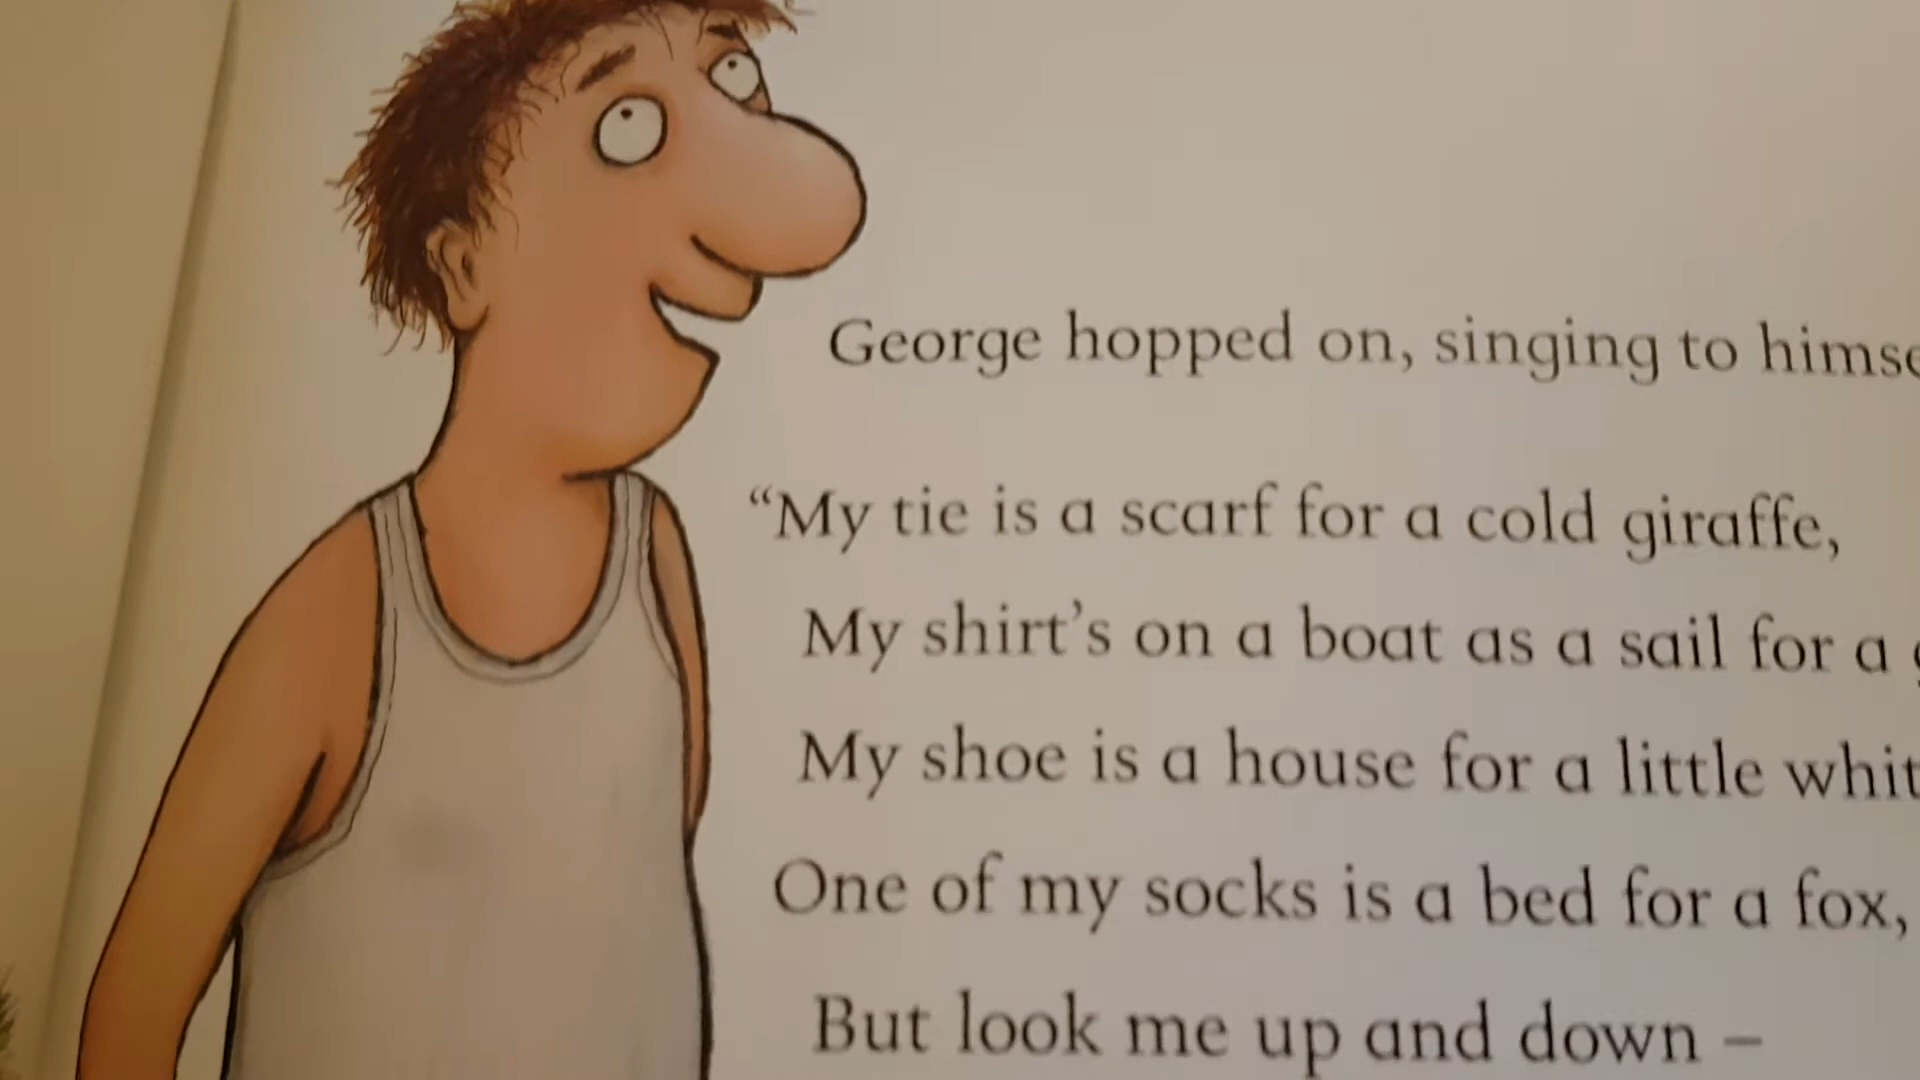 George hopped on, singing to
“My tie is a scarf for a cold giraffe,
My shirt’s on a boat as a sail for a
My shoe is a house for a little
One of my socks is a bed for a fox,
But look me up and down –